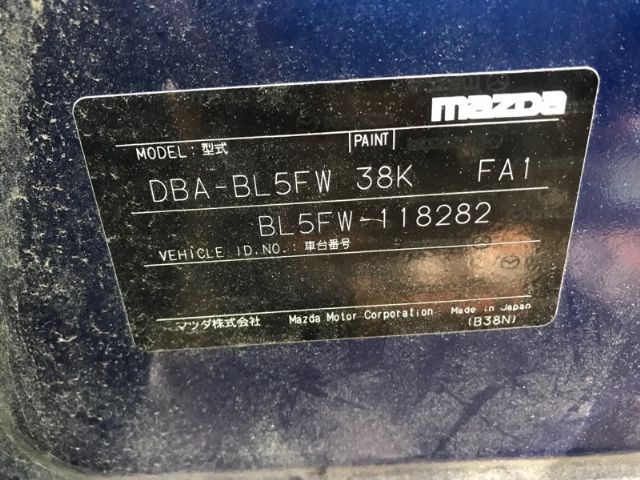 mazda
MODEL : 型式 PAINT
DBA-BL5FW 38K FA1
BL5FW-118282
VEHICLE ID.NO. : 車台番号
マツダ株式会社 Mazda Motor Corporation Made in Japan
(B38N)